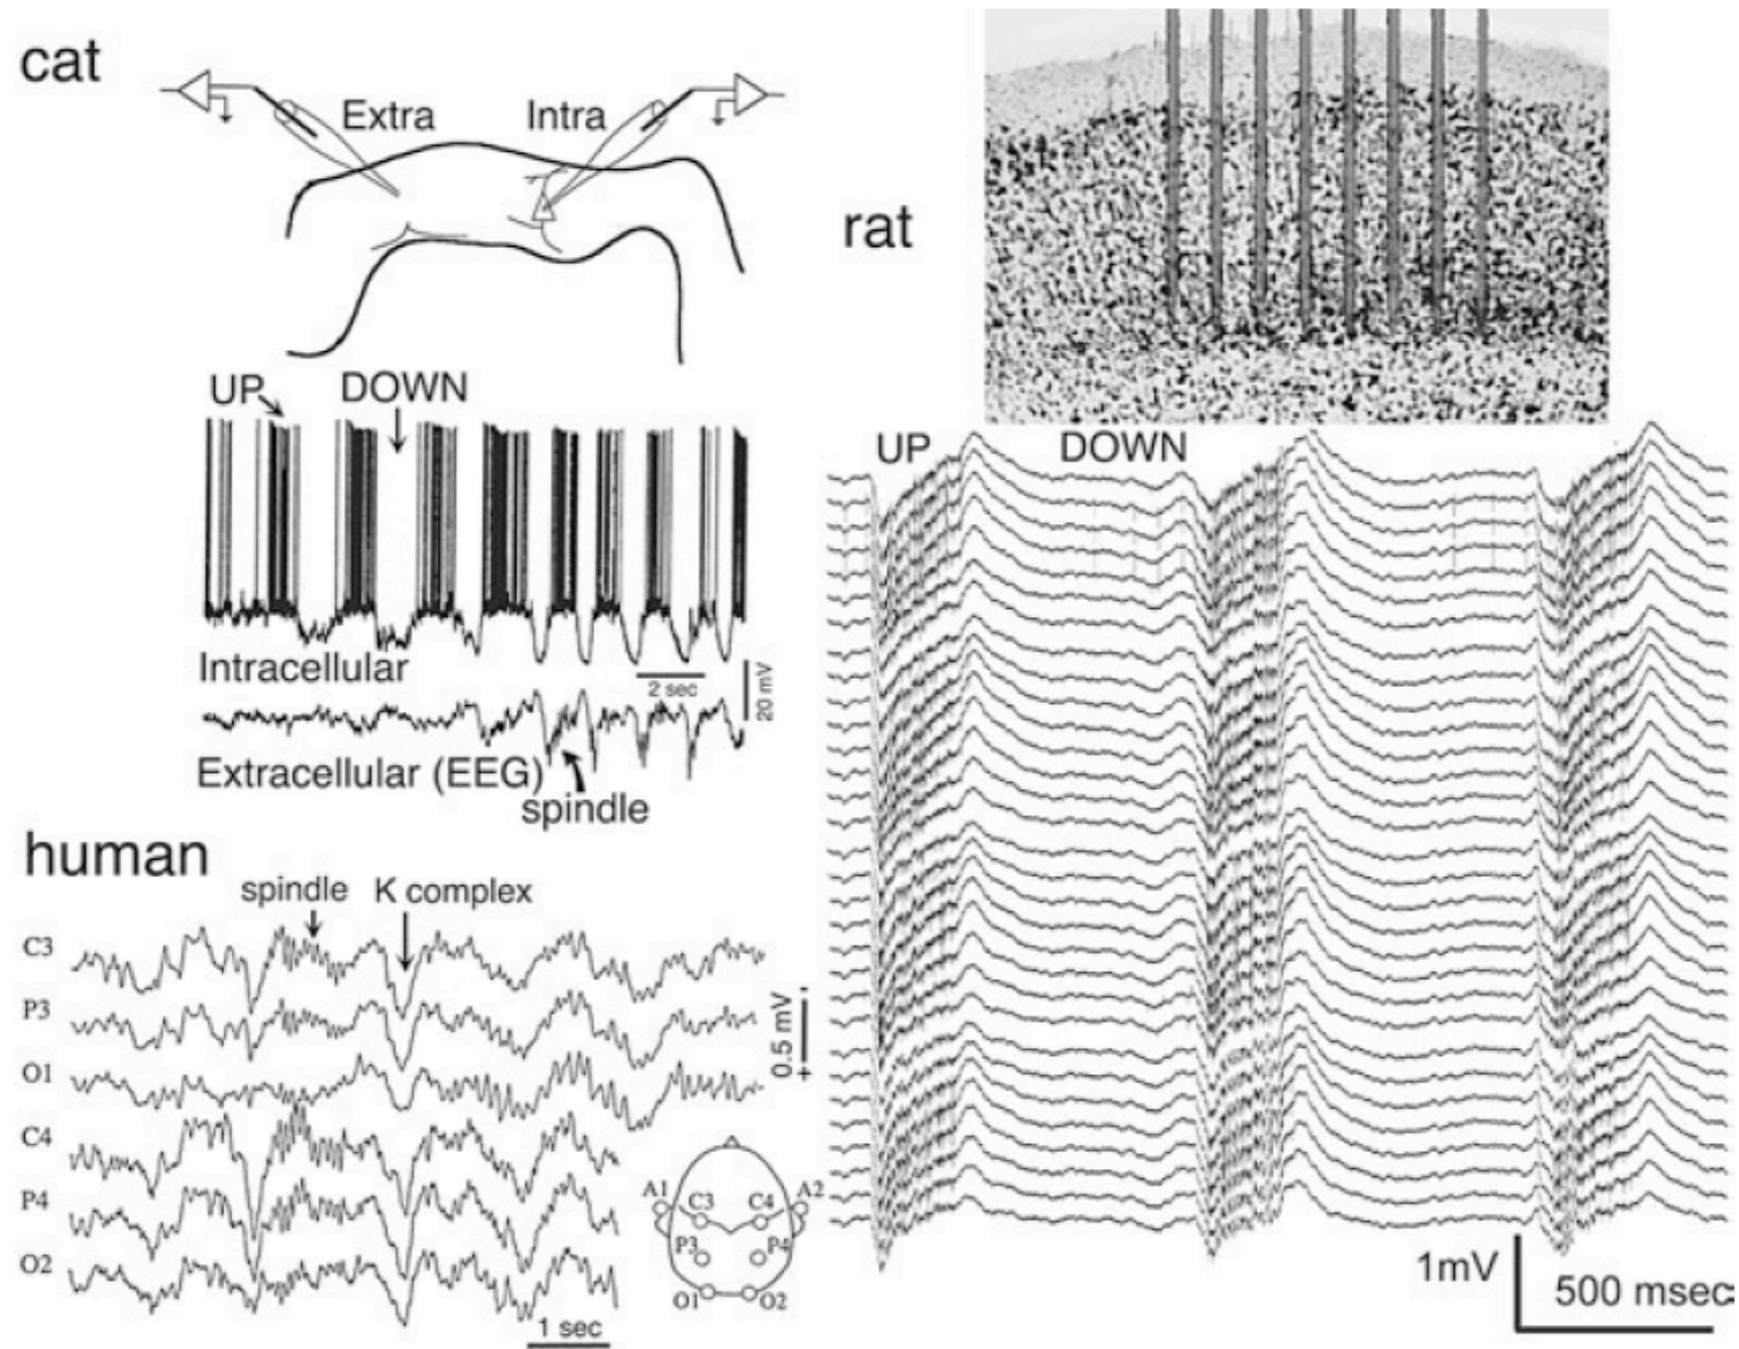 cat
Extra Intra
UP DOWN
Intracellular
2 sec
20 mV
Extracellular (EEG)
spindle
human
spindle K complex
C3
P3
O1
C4
P4
O2
0.5 mV
+
1 sec
A1 C3 C4 A2
P3 P4
O1 O2
rat
UP DOWN
1mV
500 msec